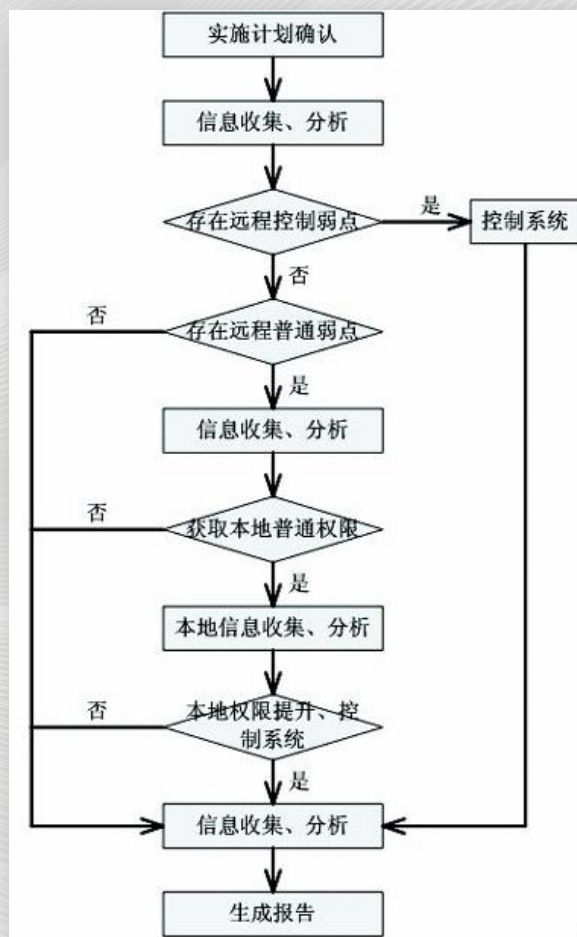 实施计划确认
信息收集、分析
存在远程控制弱点
是
控制系统
否
否
存在远程普通弱点
是
信息收集、分析
否
获取本地普通权限
是
本地信息收集、分析
否
本地权限提升、控
制系统
是
信息收集、分析
生成报告